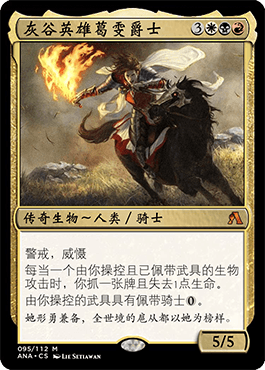 灰谷英雄葛雯爵士 3
传奇生物～人类／骑士
警戒，威慑
每当一个由你操控且已佩带武具的生物
攻击时，你抓一张牌且失去1点生命。
由你操控的武具具有佩带骑士0。
她形勇兼备，全世境的扈从都以她为榜样。
5/5
095/112 M
ANA • CS LIE SETIAWAN